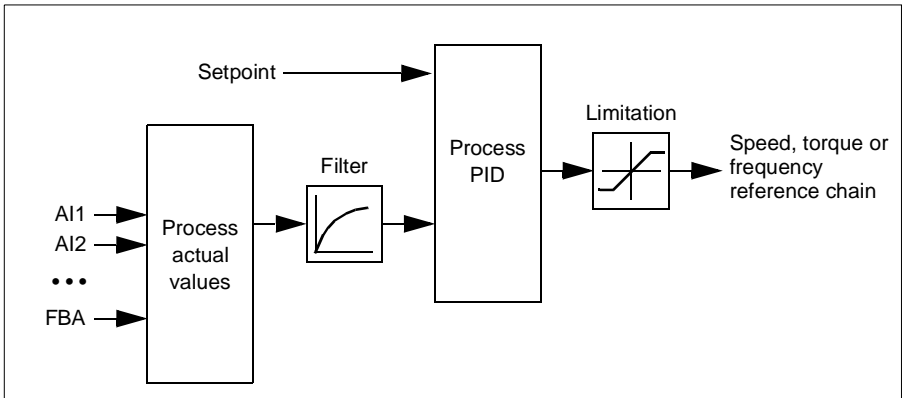 Setpoint
Limitation
Process
PID
Speed, torque or
frequency
reference chain
Filter
AI1
AI2
•••
FBA
Process
actual
values